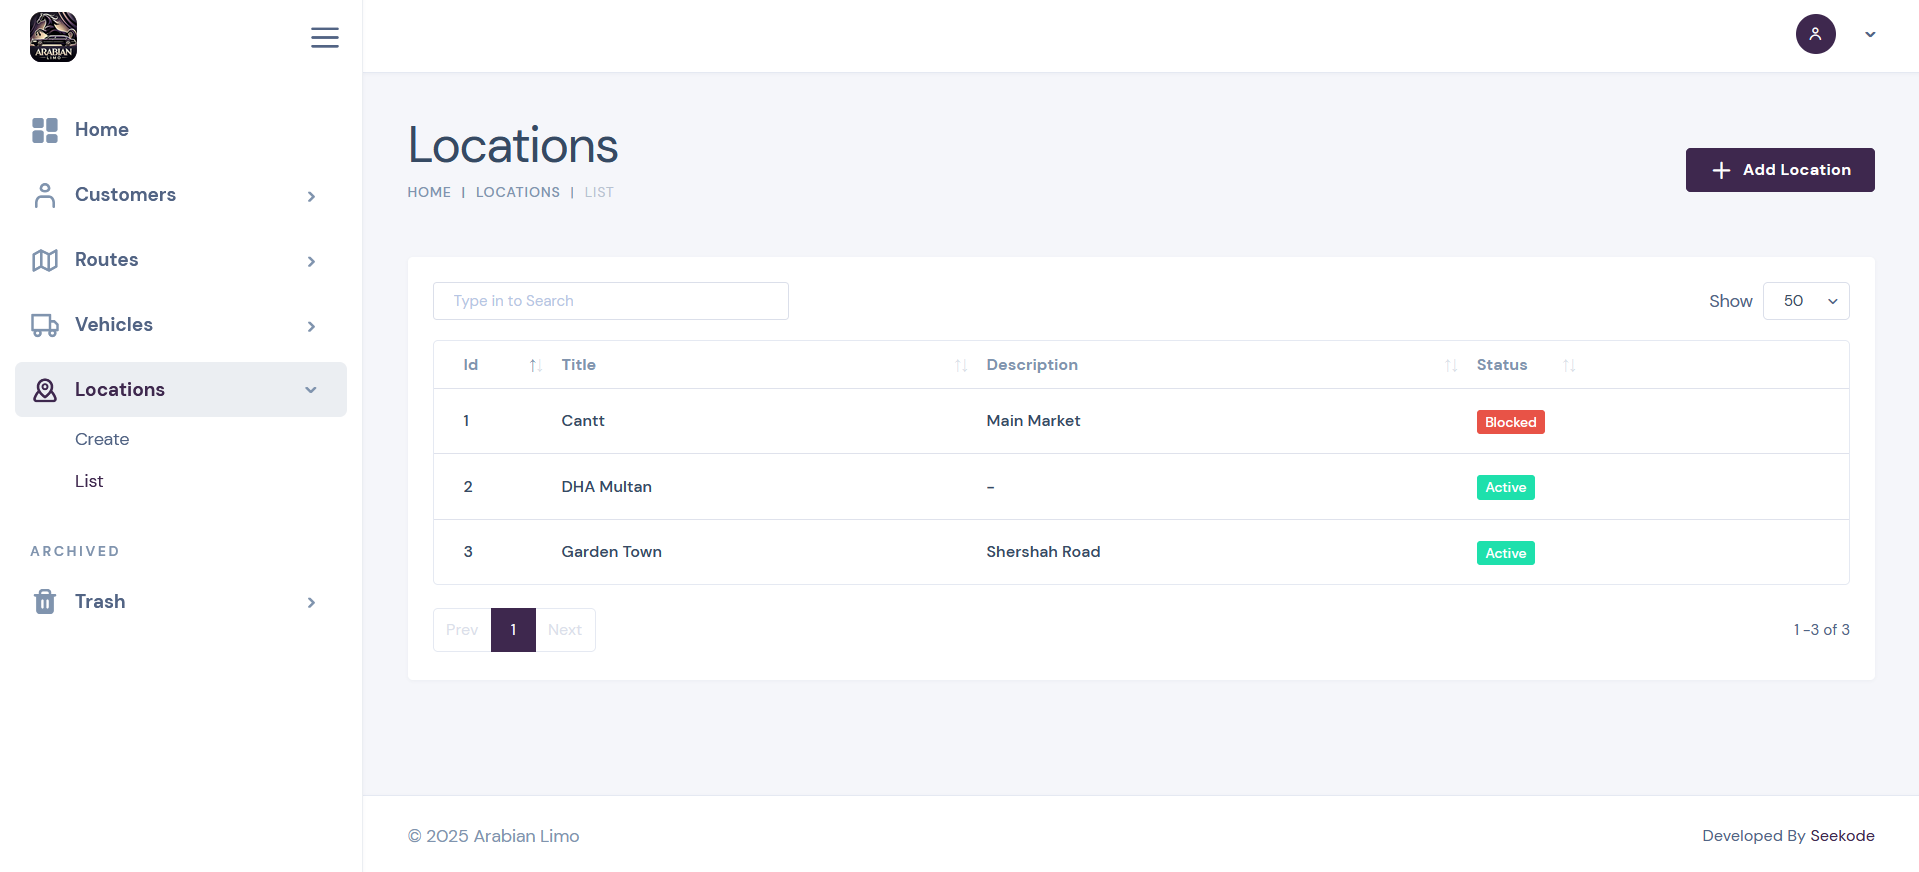 ARABIAN
LIMO
Home
Customers
Routes
Vehicles
Locations
Create
List
ARCHIVED
Trash
Locations
HOME | LOCATIONS | LIST
Add Location
Type in to Search
Show 50
Id Title Description Status
1 Cantt Main Market Blocked
2 DHA Multan - Active
3 Garden Town Shershah Road Active
Prev 1 Next
1 -3 of 3
© 2025 Arabian Limo
Developed By Seekode